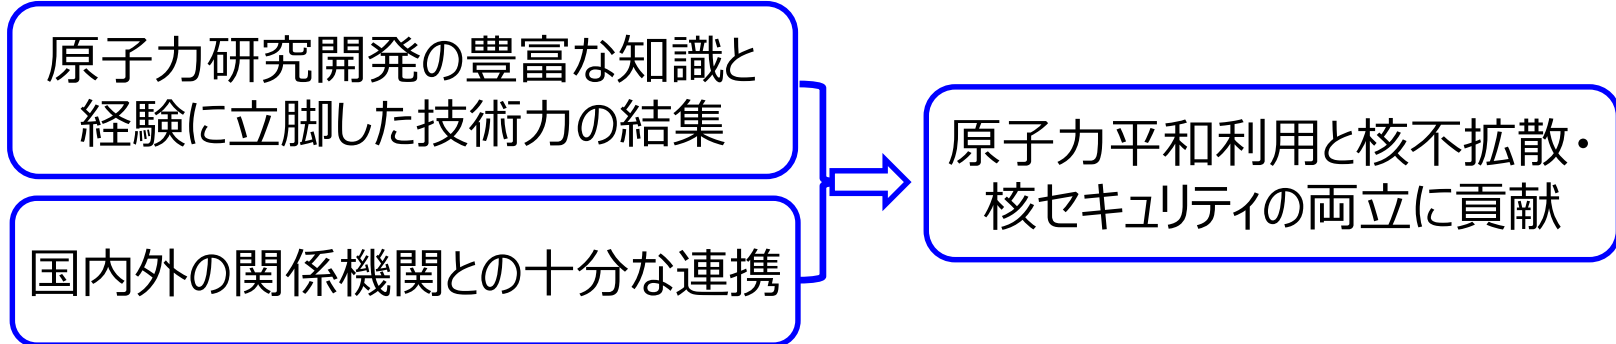 原子力研究開発の豊富な知識と
経験に立脚した技術力の結集
国内外の関係機関との十分な連携
原子力平和利用と核不拡散・
核セキュリティの両立に貢献